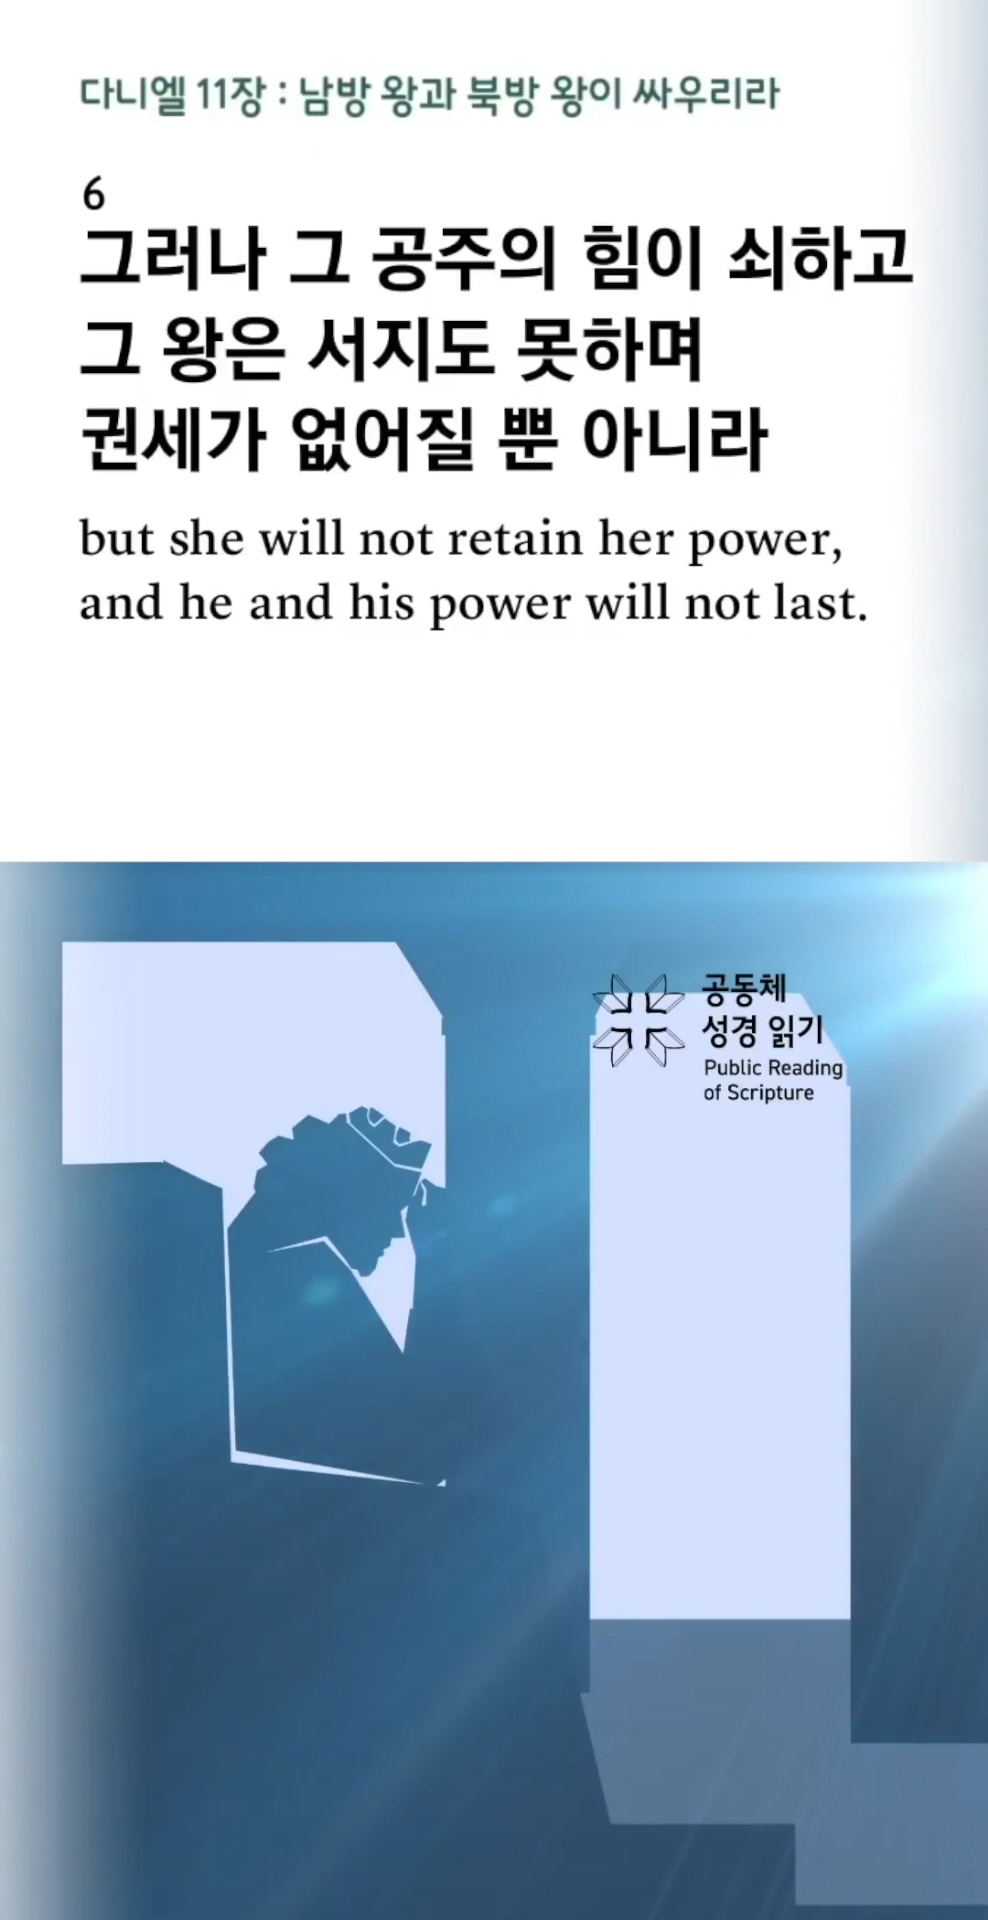 다니엘 11장 : 남방 왕과 북방 왕이 싸우리라
6
그러나 그 공주의 힘이 쇠하고
그 왕은 서지도 못하며
권세가 없어질 뿐 아니라
but she will not retain her power,
and he and his power will not last.
공동체
성경 읽기
Public Reading
of Scripture